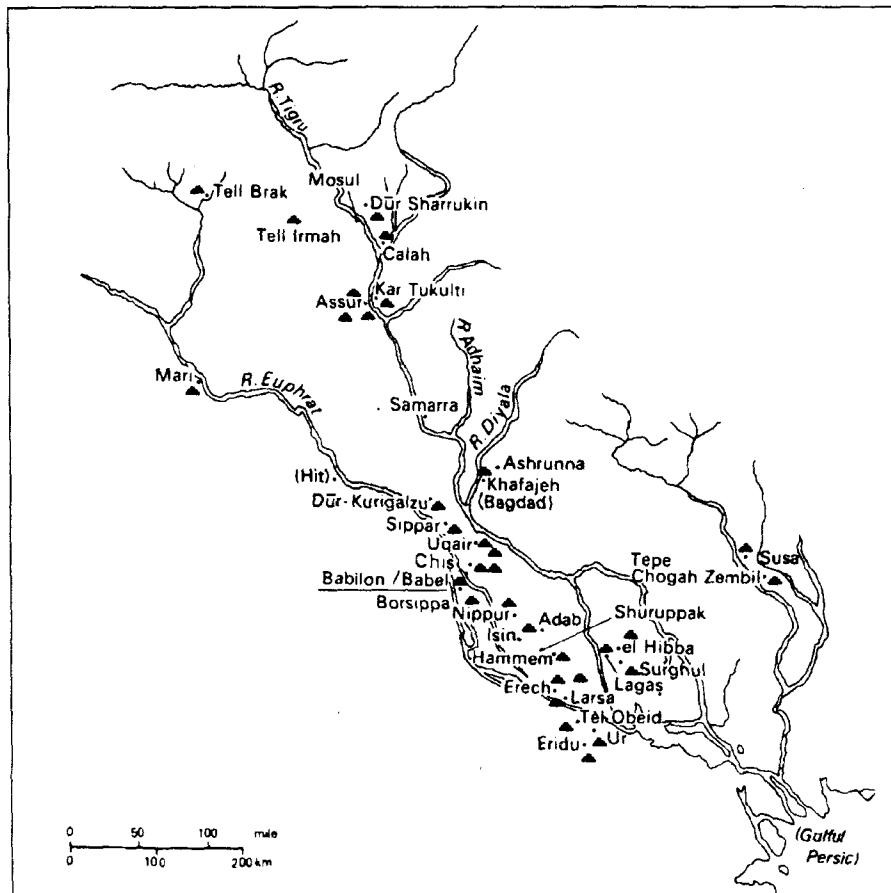 R. Tigru
Mosul
Tell Brak
Dūr Sharrukin
Tell Irmah
Calah
Kar Tukulti
Assur
R. Adhaim
Mari
R. Euphrat
Samarra
R. Diyala
Ashrunna
(Hit)
Khafajeh
(Bagdad)
Dūr-Kurigalzu
Sippar
Uqair
Chiş
Tepe
Chogah Zembil
Susa
Babilon /Babel
Borsippa
Nippur
Shuruppak
Adab
Isin
el Hibba
Hammem
Surghul
Lagaş
Erech
Larsa
Tel Obeid
Ur
Eridu
0 50 100 mile
0 100 200 km
(Golful
Persic)